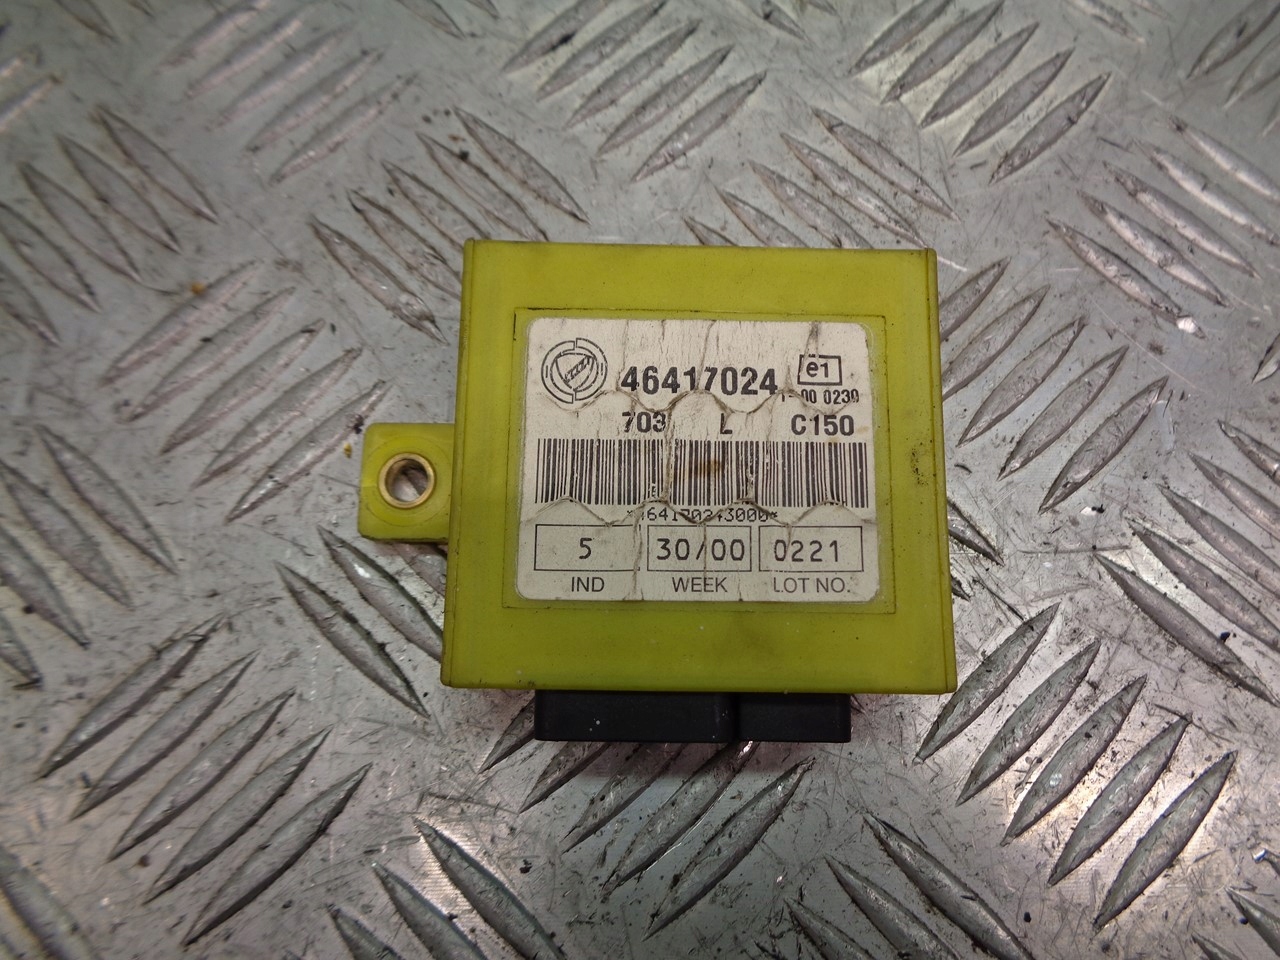 46417024 e1
00 0230
703 L C150
5 30/00 0221
IND WEEK LOT NO.